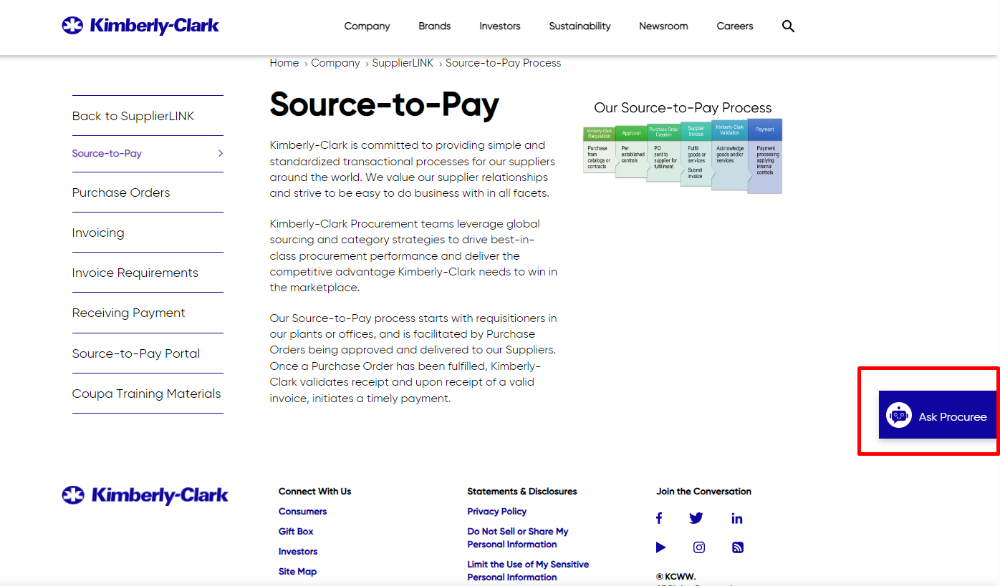 Kimberly-Clark
Company
Brands
Investors
Sustainability
Newsroom
Careers
Home › Company › SupplierLINK › Source-to-Pay Process
Back to SupplierLINK
Source-to-Pay
Purchase Orders
Invoicing
Invoice Requirements
Receiving Payment
Source-to-Pay Portal
Coupa Training Materials
Source-to-Pay
Kimberly-Clark is committed to providing simple and
standardized transactional processes for our suppliers
around the world. We value our supplier relationships
and strive to be easy to do business with in all facets.
Kimberly-Clark Procurement teams leverage global
sourcing and category strategies to drive best-in-
class procurement performance and deliver the
competitive advantage Kimberly-Clark needs to win in
the marketplace.
Our Source-to-Pay process starts with requisitioners in
our plants or offices, and is facilitated by Purchase
Orders being approved and delivered to our Suppliers.
Once a Purchase Order has been fulfilled, Kimberly-
Clark validates receipt and upon receipt of a valid
invoice, initiates a timely payment.
Our Source-to-Pay Process
Kimberly-Clark
Requisition
Purchase
from
catalogs or
contracts
Approval
Per
established
controls
Purchase Order
Creation
PO
sent to
supplier for
fulfillment
Supplier
Invoice
Fulfill
goods or
services
Submit
invoice
Kimberly-Clark
Validation
Acknowledge
goods and/or
services
Payment
Payment
processing
applying
internal
controls
Ask Procuree
Kimberly-Clark
Connect With Us
Consumers
Gift Box
Investors
Site Map
Statements & Disclosures
Privacy Policy
Do Not Sell or Share My
Personal Information
Limit the Use of My Sensitive
Personal Information
Join the Conversation
® KCWW.